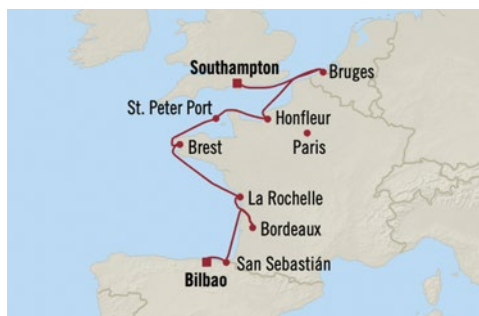 Southampton
Bruges
St. Peter Port
Honfleur
Paris
Brest
La Rochelle
Bordeaux
San Sebastián
Bilbao